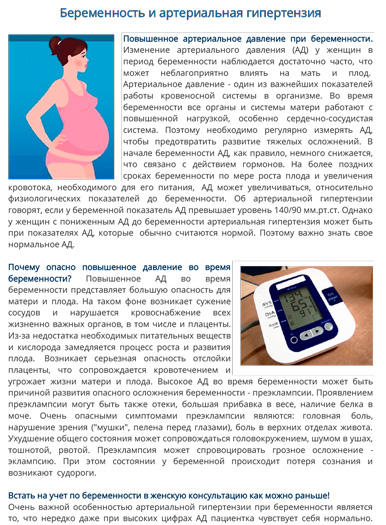 Беременность и артериальная гипертензия
Повышенное артериальное давление при беременности.
Изменение артериального давления (АД) у женщин в
период беременности наблюдается достаточно часто, что
может неблагоприятно влиять на мать и плод.
Артериальное давление - один из важнейших показателей
работы кровеносной системы в организме. Во время
беременности все органы и системы матери работают с
повышенной нагрузкой, особенно сердечно-сосудистая
система. Поэтому необходимо регулярно измерять АД,
чтобы предотвратить развитие тяжелых осложнений. В
начале беременности АД, как правило, немного снижается,
что связано с действием гормонов. На более поздних
сроках беременности по мере роста плода и увеличения
кровотока, необходимого для его питания, АД может увеличиваться, относительно
физиологических показателей до беременности. Об артериальной гипертензии
говорят, если у беременной показатель АД превышает уровень 140/90 мм.рт.ст. Однако
у женщин с пониженным АД до беременности артериальная гипертензия может быть
при показателях АД, которые обычно считаются нормой. Поэтому важно знать свое
нормальное АД.
Почему опасно повышенное давление во время
беременности? Повышенное АД во время
беременности представляет большую опасность для
матери и плода. На таком фоне возникает сужение
сосудов и нарушается кровоснабжение всех
жизненно важных органов, в том числе и плаценты.
Из-за недостатка необходимых питательных веществ
и кислорода замедляется процесс роста и развития
плода. Возникает серьезная опасность отслойки
плаценты, что сопровождается кровотечением и
угрожает жизни матери и плода. Высокое АД во время беременности может быть
причиной развития опасного осложнения беременности - преэклампсии. Проявлением
преэклампсии могут быть также отеки, большая прибавка в весе, наличие белка в
моче. Очень опасными симптомами преэклампсии являются: головная боль,
нарушение зрения ("мушки", пелена перед глазами), боль в верхних отделах живота.
Ухудшение общего состояния может сопровождаться головокружением, шумом в ушах,
тошнотой, рвотой. Преэклампсия может спровоцировать грозное осложнение -
эклампсию. При этом состоянии у беременной происходит потеря сознания и
возникают судороги.
Встать на учет по беременности в женскую консультацию как можно раньше!
Очень важной особенностью артериальной гипертензии при беременности является
то, что нередко даже при высоких цифрах АД пациентка чувствует себя нормально.